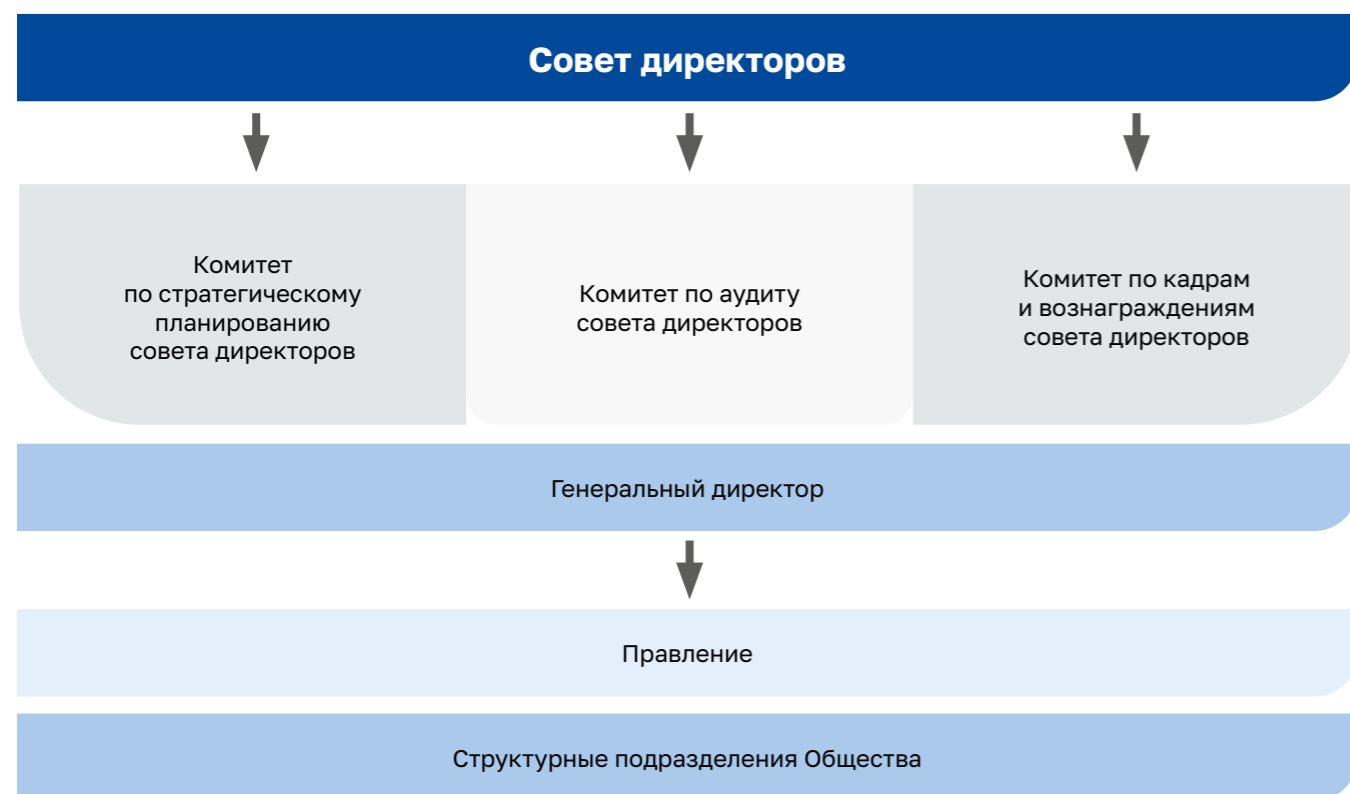 Совет директоров
Комитет
по стратегическому
планированию
совета директоров
Комитет по аудиту
совета директоров
Комитет по кадрам
и вознаграждениям
совета директоров
Генеральный директор
Правление
Структурные подразделения Общества